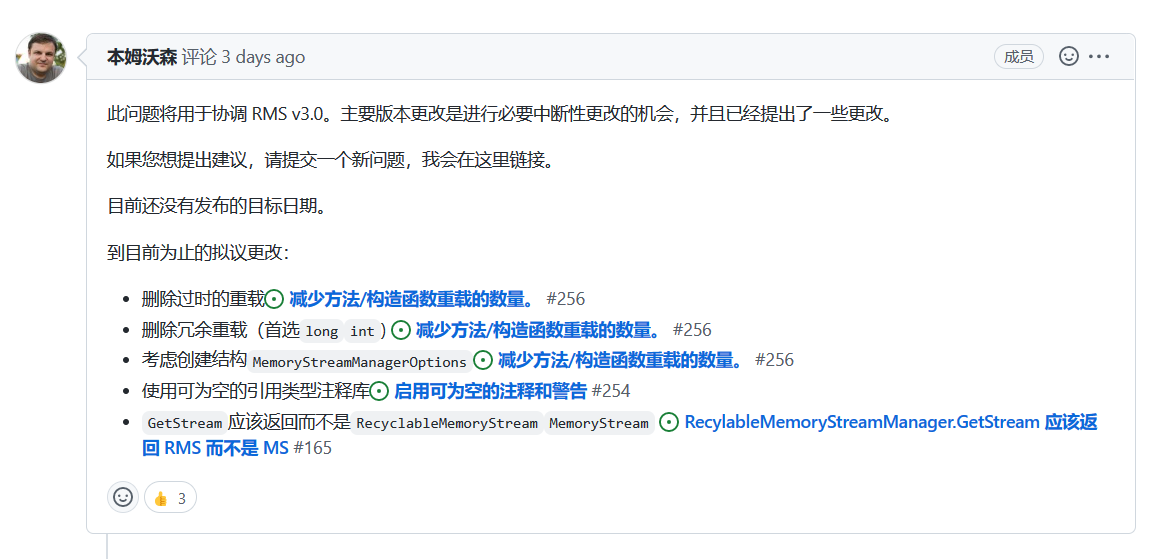 本姆沃森 评论 3 days ago 成员
此问题将用于协调 RMS v3.0。主要版本更改是进行必要中断性更改的机会，并且已经提出了一些更改。
如果您想提出建议，请提交一个新问题，我会在这里链接。
目前还没有发布的目标日期。
到目前为止的拟议更改：
删除过时的重载 减少方法/构造函数重载的数量。 #256
删除冗余重载（首选 long int ) 减少方法/构造函数重载的数量。 #256
考虑创建结构 MemoryStreamManagerOptions 减少方法/构造函数重载的数量。 #256
使用可为空的引用类型注释库 启用可为空的注释和警告 #254
GetStream 应该返回而不是 RecyclableMemoryStream MemoryStream RecylableMemoryStreamManager.GetStream 应该返
回 RMS 而不是 MS #165
👍 3